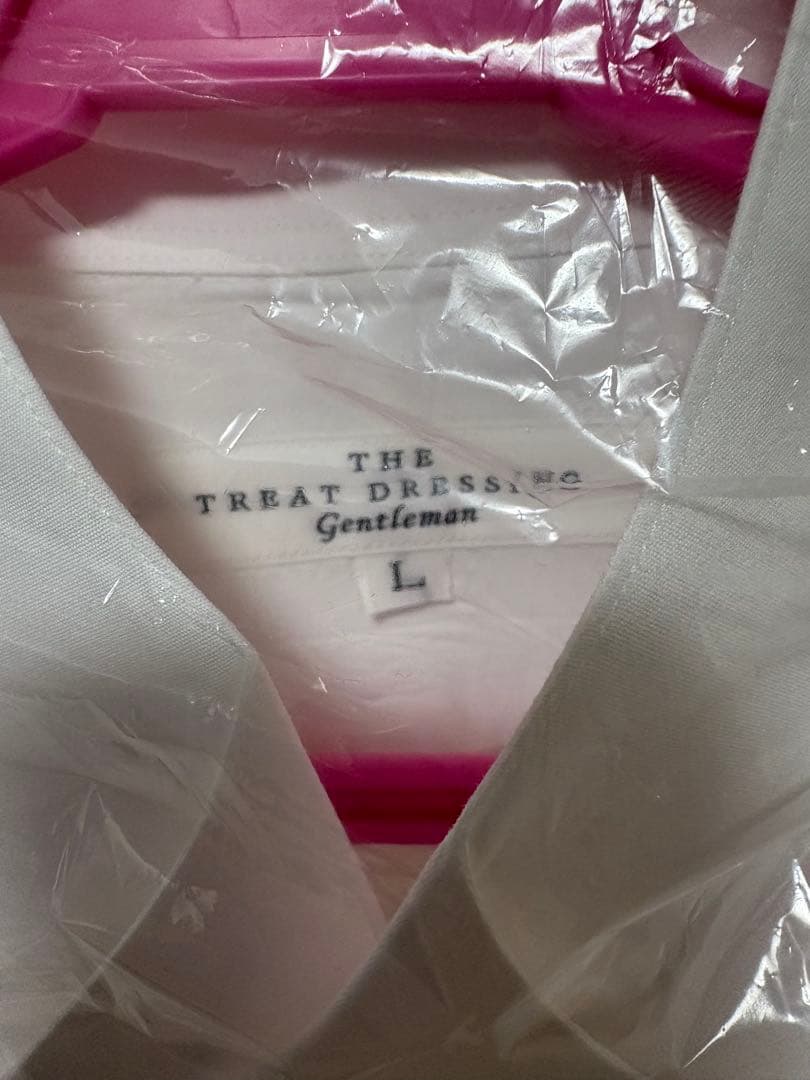 THE
TREAT DRESSING
Gentleman
L